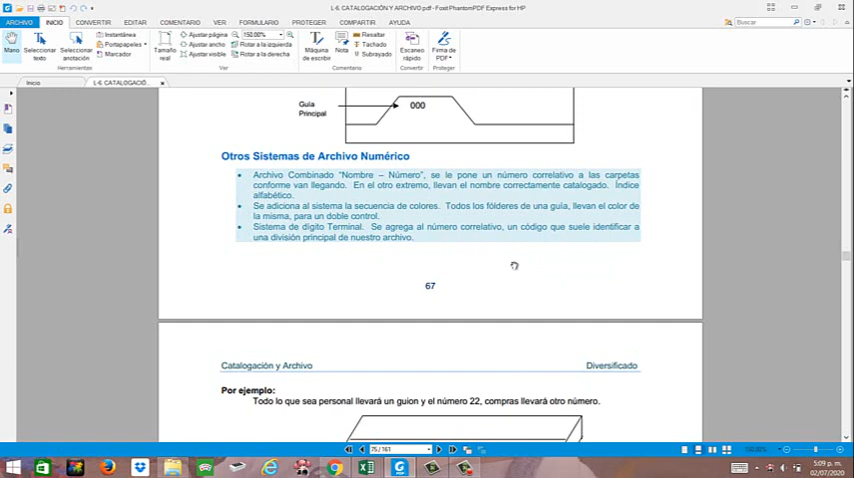 L-6. CATALOGACIÓN Y ARCHIVO.pdf - Foxit PhantomPDF Express for HP
ARCHIVO INICIO CONVERTIR EDITAR COMENTARIO VER FORMULARIO PROTEGER COMPARTIR AYUDA
Buscar
Mano
Seleccionar texto
Seleccionar anotación
Instantánea
Portapapeles
Marcador
Herramientas
Tamaño real
Ajustar página
Ajustar ancho
Ajustar visible
150.00%
Rotar a la izquierda
Rotar a la derecha
Ver
Máquina de escribir
Nota
Resaltar
Tachado
Subrayado
Comentario
Escaneo rápido
Convertir
Firma de PDF
Proteger
Inicio
L-6. CATALOGACIÓ...
Guía
Principal
000
Otros Sistemas de Archivo Numérico
• Archivo Combinado “Nombre – Número”, se le pone un número correlativo a las carpetas
conforme van llegando. En el otro extremo, llevan el nombre correctamente catalogado. Índice
alfabético.
• Se adiciona al sistema la secuencia de colores. Todos los fólderes de una guía, llevan el color de
la misma, para un doble control.
• Sistema de dígito Terminal. Se agrega al número correlativo, un código que suele identificar a
una división principal de nuestro archivo.
67
Catalogación y Archivo Diversificado
Por ejemplo:
Todo lo que sea personal llevará un guion y el número 22, compras llevará otro número.
75 / 161
150.00%
5:09 p. m.
02/07/2020